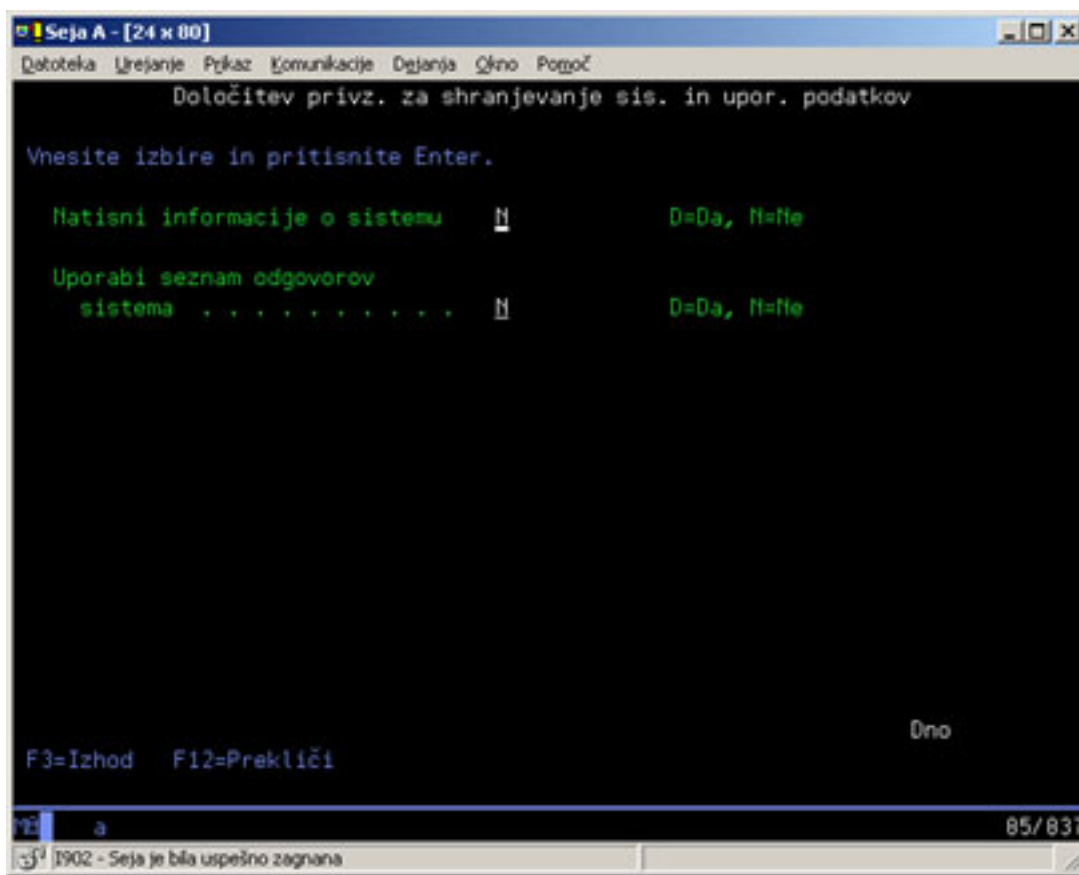 Seja A - [24 x 80]
Datoteka Urejanje Prikaz Komunikacije Dejanja Okno Pomoč
Določitev privz. za shranjevanje sis. in upor. podatkov
Vnesite izbire in pritisnite Enter.
Natisni informacije o sistemu N D=Da, N=Ne
Uporabi seznam odgovorov
sistema . . . . . . . . . . N D=Da, N=Ne
Dno
F3=Izhod F12=Prekliči
a 05/037
I902 - Seja je bila uspešno zagnana